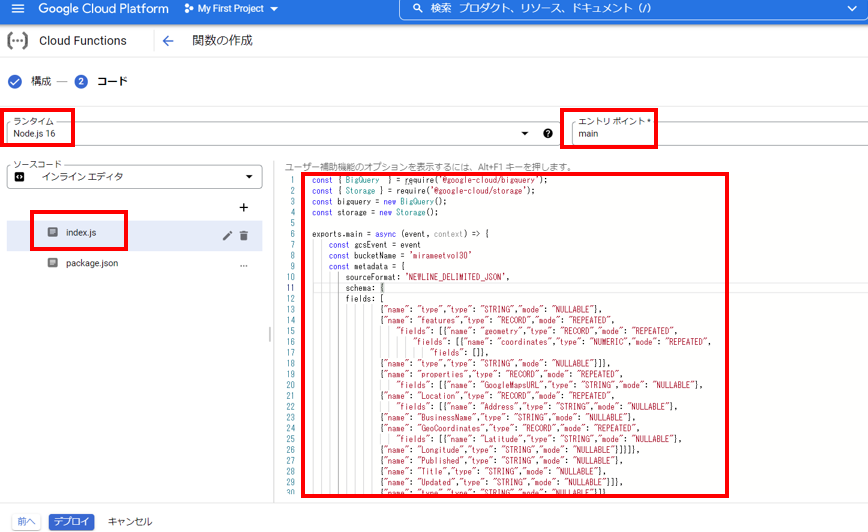 Google Cloud Platform My First Project 検索 プロダクト、リソース、ドキュメント (/)
Cloud Functions 関数の作成
構成 2 コード
ランタイム エントリ ポイント *
Node.js 16 main
ソースコード ユーザー補助機能のオプションを表示するには、Alt+F1 キーを押します。
インライン エディタ
index.js
package.json
1 const { BigQuery } = require('@google-cloud/bigquery');
2 const { Storage } = require('@google-cloud/storage');
3 const bigquery = new BigQuery();
4 const storage = new Storage();
5
6 exports.main = async (event, context) => {
7 const gcsEvent = event
8 const bucketName = 'mirameetvol30'
9 const metadata = {
10 sourceFormat: 'NEWLINE_DELIMITED_JSON',
11 schema: {
12 fields: [
13 {"name": "type","type": "STRING","mode": "NULLABLE"},
14 {"name": "features","type": "RECORD","mode": "REPEATED",
15 "fields": [{"name": "geometry","type": "RECORD","mode": "REPEATED",
16 "fields": [{"name": "coordinates","type": "NUMERIC","mode": "REPEATED",
17 "fields": []},
18 {"name": "type","type": "STRING","mode": "NULLABLE"}]},
19 {"name": "properties","type": "RECORD","mode": "REPEATED",
20 "fields": [{"name": "GoogleMapsURL","type": "STRING","mode": "NULLABLE"},
21 {"name": "Location","type": "RECORD","mode": "REPEATED",
22 "fields": [{"name": "Address","type": "STRING","mode": "NULLABLE"},
23 {"name": "BusinessName","type": "STRING","mode": "NULLABLE"},
24 {"name": "GeoCoordinates","type": "RECORD","mode": "REPEATED",
25 "fields": [{"name": "Latitude","type": "STRING","mode": "NULLABLE"},
26 {"name": "Longitude","type": "STRING","mode": "NULLABLE"}]}]},
27 {"name": "Published","type": "STRING","mode": "NULLABLE"},
28 {"name": "Title","type": "STRING","mode": "NULLABLE"},
29 {"name": "Updated","type": "STRING","mode": "NULLABLE"}]},
30 {"name": "type","type": "STRING","mode": "NULLABLE"}]}
前へ デプロイ キャンセル